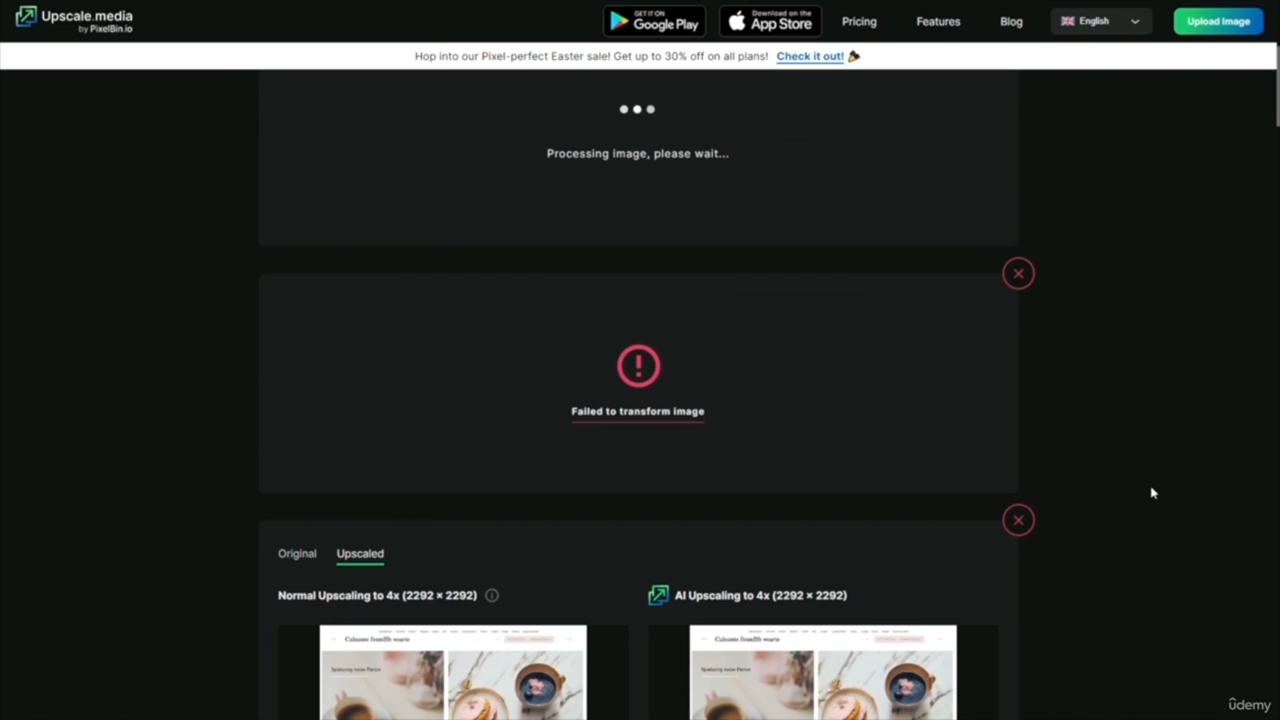 Upscale.media
by PixelBin.io
GET IT ON
Google Play
Download on the
App Store
Pricing
Features
Blog
English
Upload Image
Hop into our Pixel-perfect Easter sale! Get up to 30% off on all plans! Check it out!
Processing image, please wait...
Failed to transform image
Original
Upscaled
Normal Upscaling to 4x (2292 × 2292)
AI Upscaling to 4x (2292 × 2292)
ûdemy